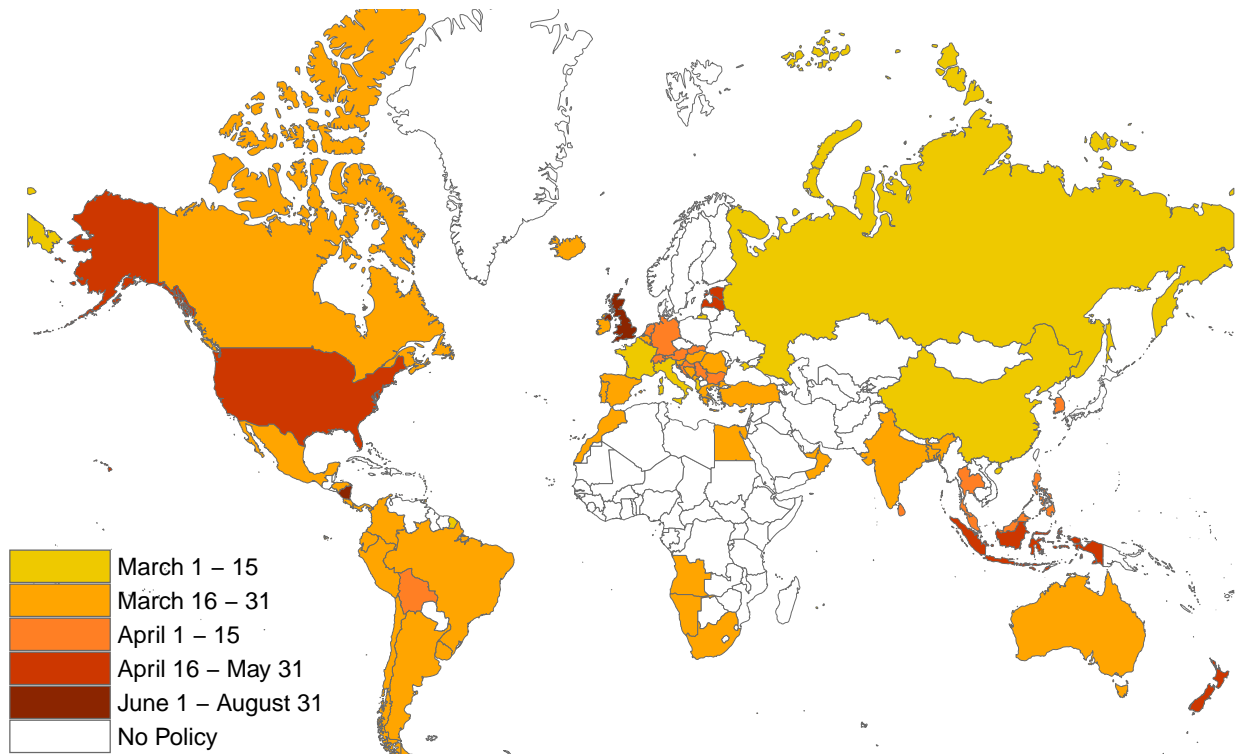 March 1 – 15
March 16 – 31
April 1 – 15
April 16 – May 31
June 1 – August 31
No Policy